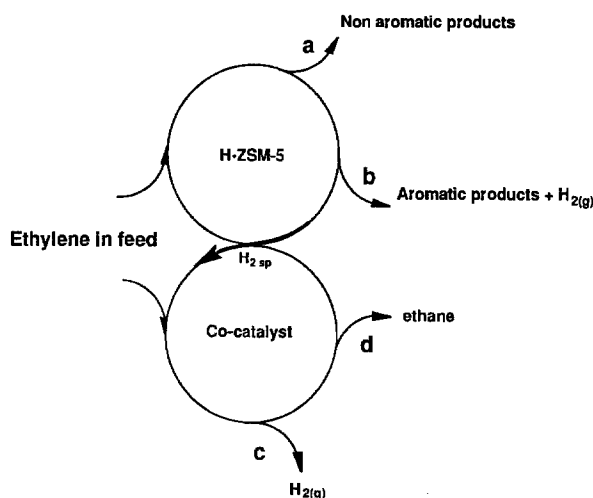 Non aromatic products
a
H-ZSM-5
b
Aromatic products + H2(g)
Ethylene in feed
H2 sp
Co-catalyst
ethane
d
c
H2(g)